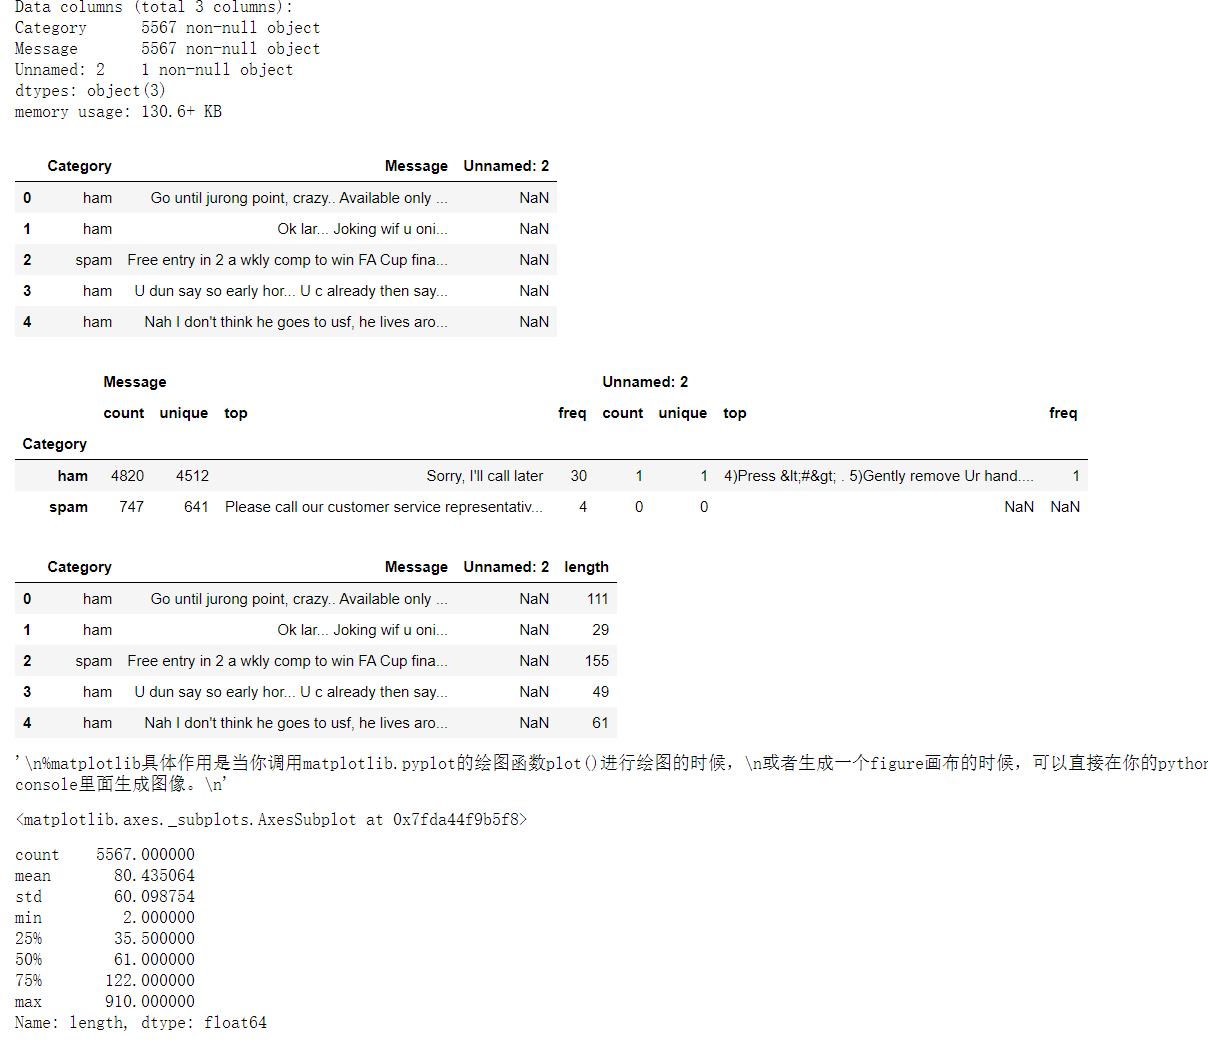 Data columns (total 3 columns):
Category      5567 non-null object
Message       5567 non-null object
Unnamed: 2    1 non-null object
dtypes: object(3)
memory usage: 130.6+ KB
Category Message Unnamed: 2
0 ham Go until jurong point, crazy.. Available only ... NaN
1 ham Ok lar... Joking wif u oni... NaN
2 spam Free entry in 2 a wkly comp to win FA Cup fina... NaN
3 ham U dun say so early hor... U c already then say... NaN
4 ham Nah I don't think he goes to usf, he lives aro... NaN
Message Unnamed: 2
count unique top freq count unique top freq
Category
ham 4820 4512 Sorry, I'll call later 30 1 1 4)Press &lt;#&gt; . 5)Gently remove Ur hand.... 1
spam 747 641 Please call our customer service representativ... 4 0 0 NaN NaN
Category Message Unnamed: 2 length
0 ham Go until jurong point, crazy.. Available only ... NaN 111
1 ham Ok lar... Joking wif u oni... NaN 29
2 spam Free entry in 2 a wkly comp to win FA Cup fina... NaN 155
3 ham U dun say so early hor... U c already then say... NaN 49
4 ham Nah I don't think he goes to usf, he lives aro... NaN 61
'\n%matplotlib具体作用是当你调用matplotlib.pyplot的绘图函数plot()进行绘图的时候，\n或者生成一个figure画布的时候，可以直接在你的python
console里面生成图像。\n'
<matplotlib.axes._subplots.AxesSubplot at 0x7fda44f9b5f8>
count    5567.000000
mean       80.435064
std        60.098754
min         2.000000
25%        35.500000
50%        61.000000
75%       122.000000
max       910.000000
Name: length, dtype: float64